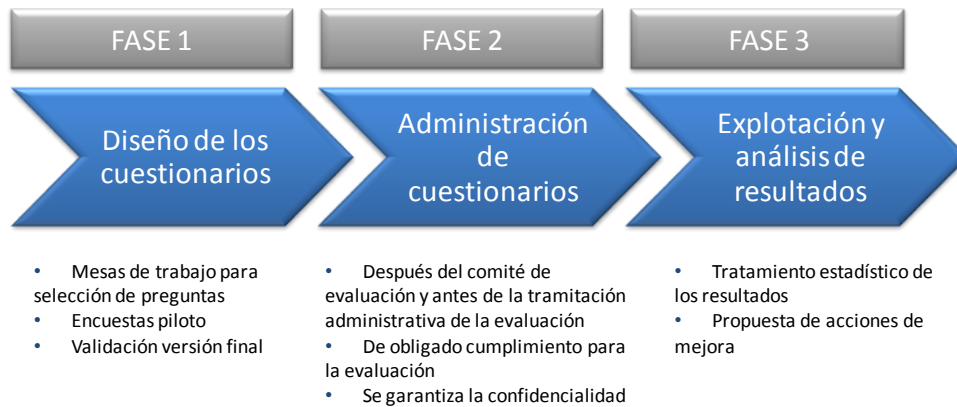 FASE 1
Diseño de los
cuestionarios
• Mesas de trabajo para
selección de preguntas
• Encuestas piloto
• Validación versión final
FASE 2
Administración
de
cuestionarios
• Después del comité de
evaluación y antes de la tramitación
administrativa de la evaluación
• De obligado cumplimiento para
la evaluación
• Se garantiza la confidencialidad
FASE 3
Explotación y
análisis de
resultados
• Tratamiento estadístico de
los resultados
• Propuesta de acciones de
mejora